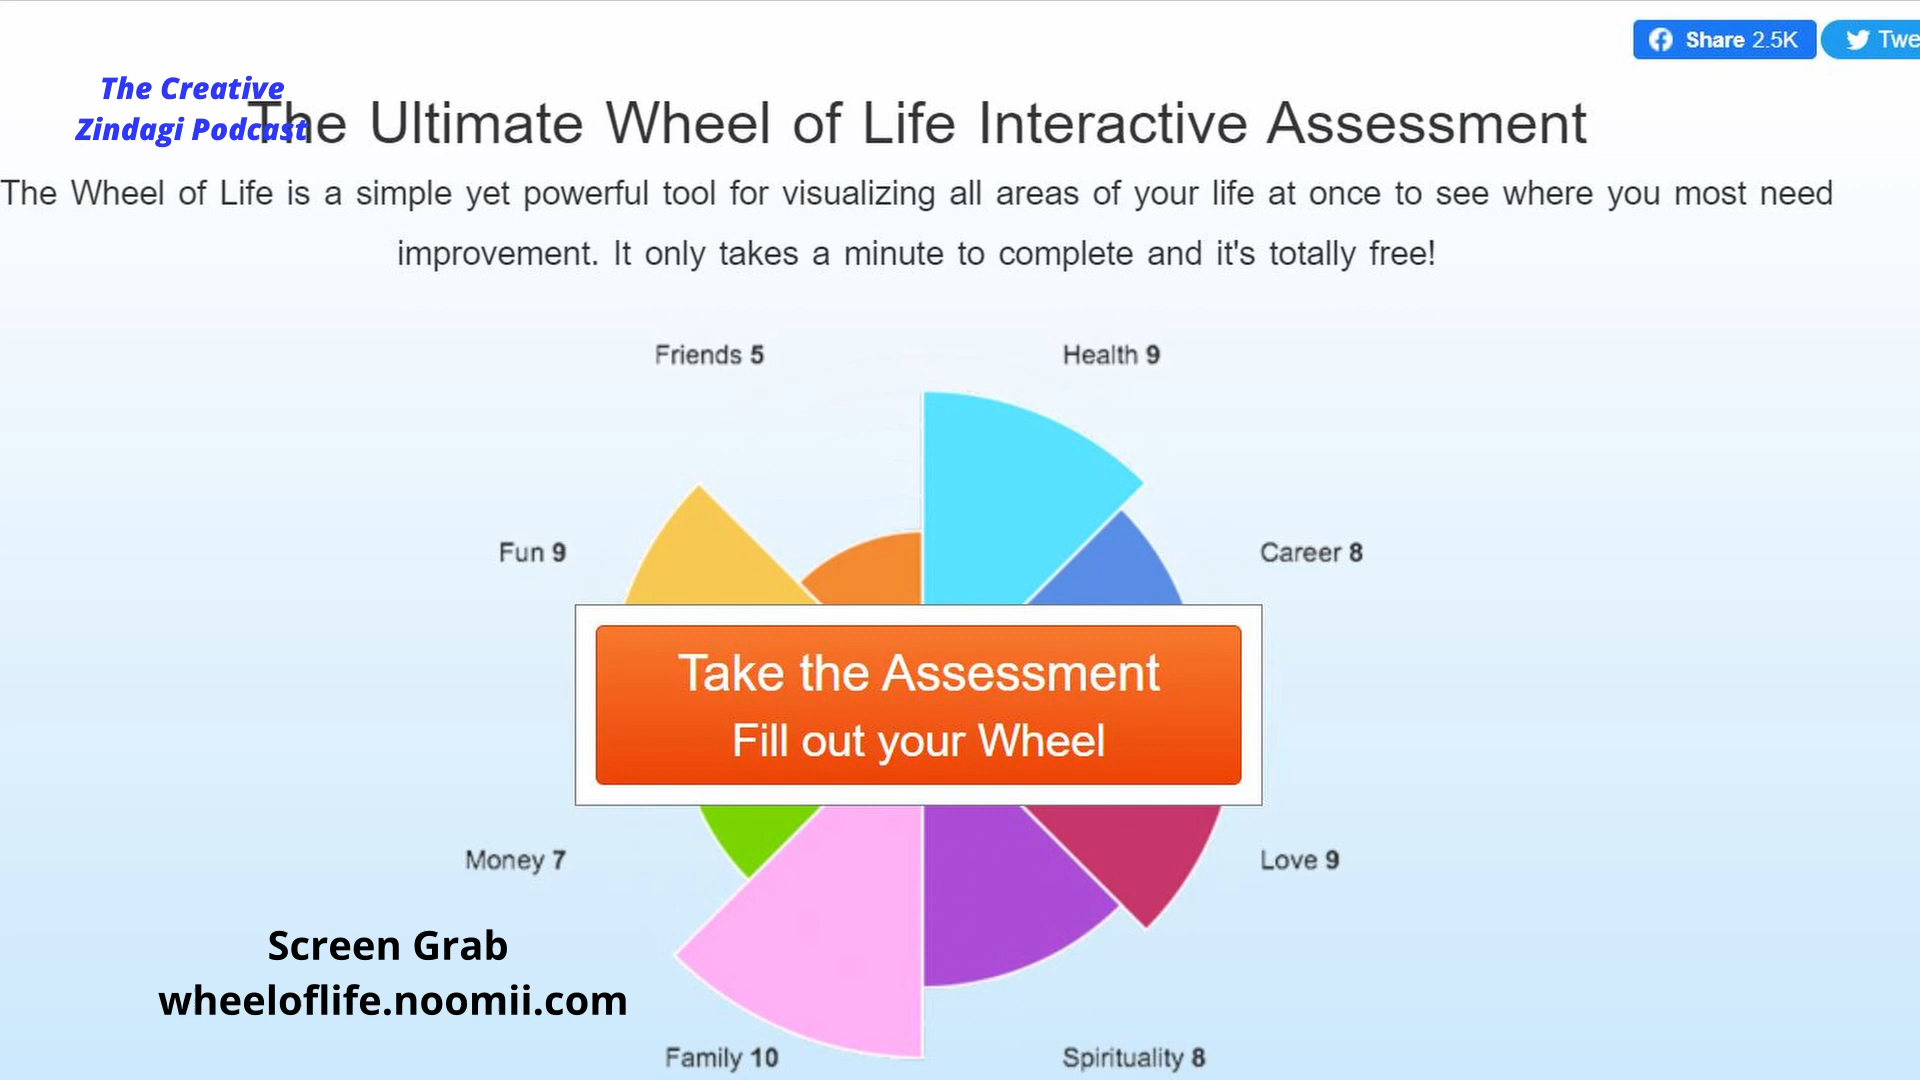 Share 2.5K
Twe
The Creative
Zindagi Podcast
The Ultimate Wheel of Life Interactive Assessment
The Wheel of Life is a simple yet powerful tool for visualizing all areas of your life at once to see where you most need
improvement. It only takes a minute to complete and it's totally free!
Friends 5
Health 9
Fun 9
Career 8
Take the Assessment
Fill out your Wheel
Money 7
Love 9
Screen Grab
wheeloflife.noomii.com
Family 10
Spirituality 8